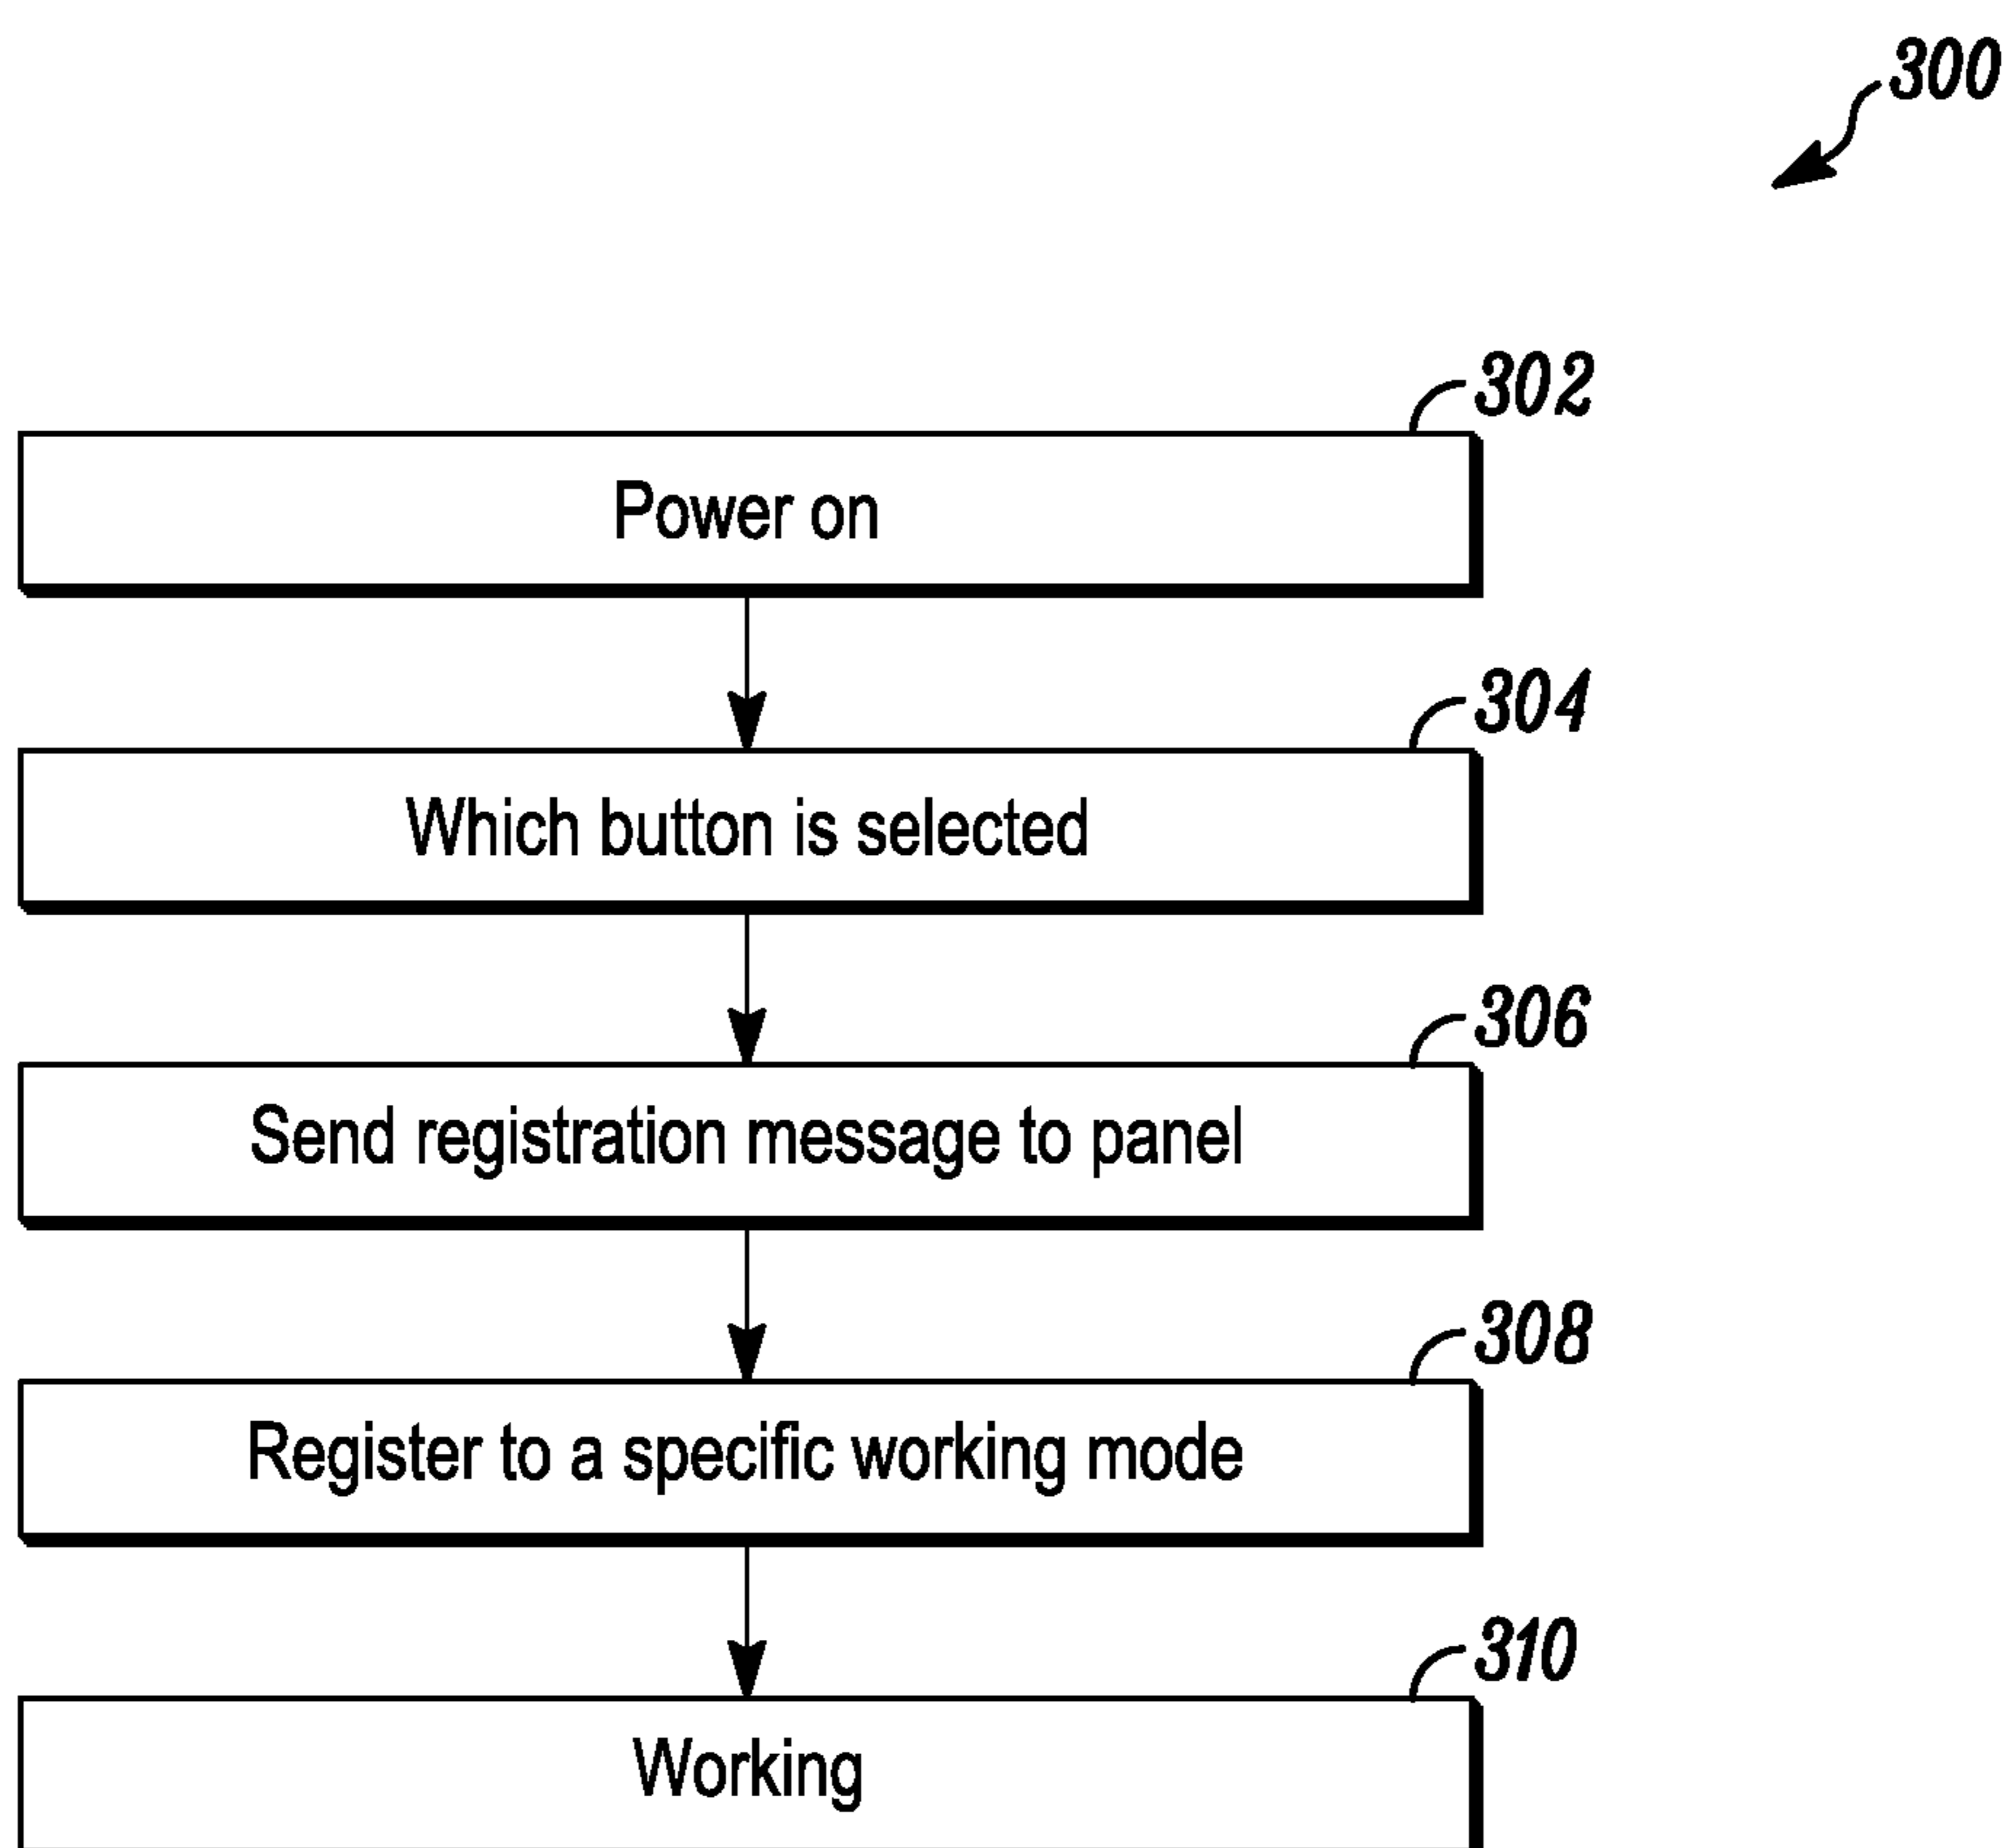 300
302
Power on
304
Which button is selected
306
Send registration message to panel
308
Register to a specific working mode
310
Working